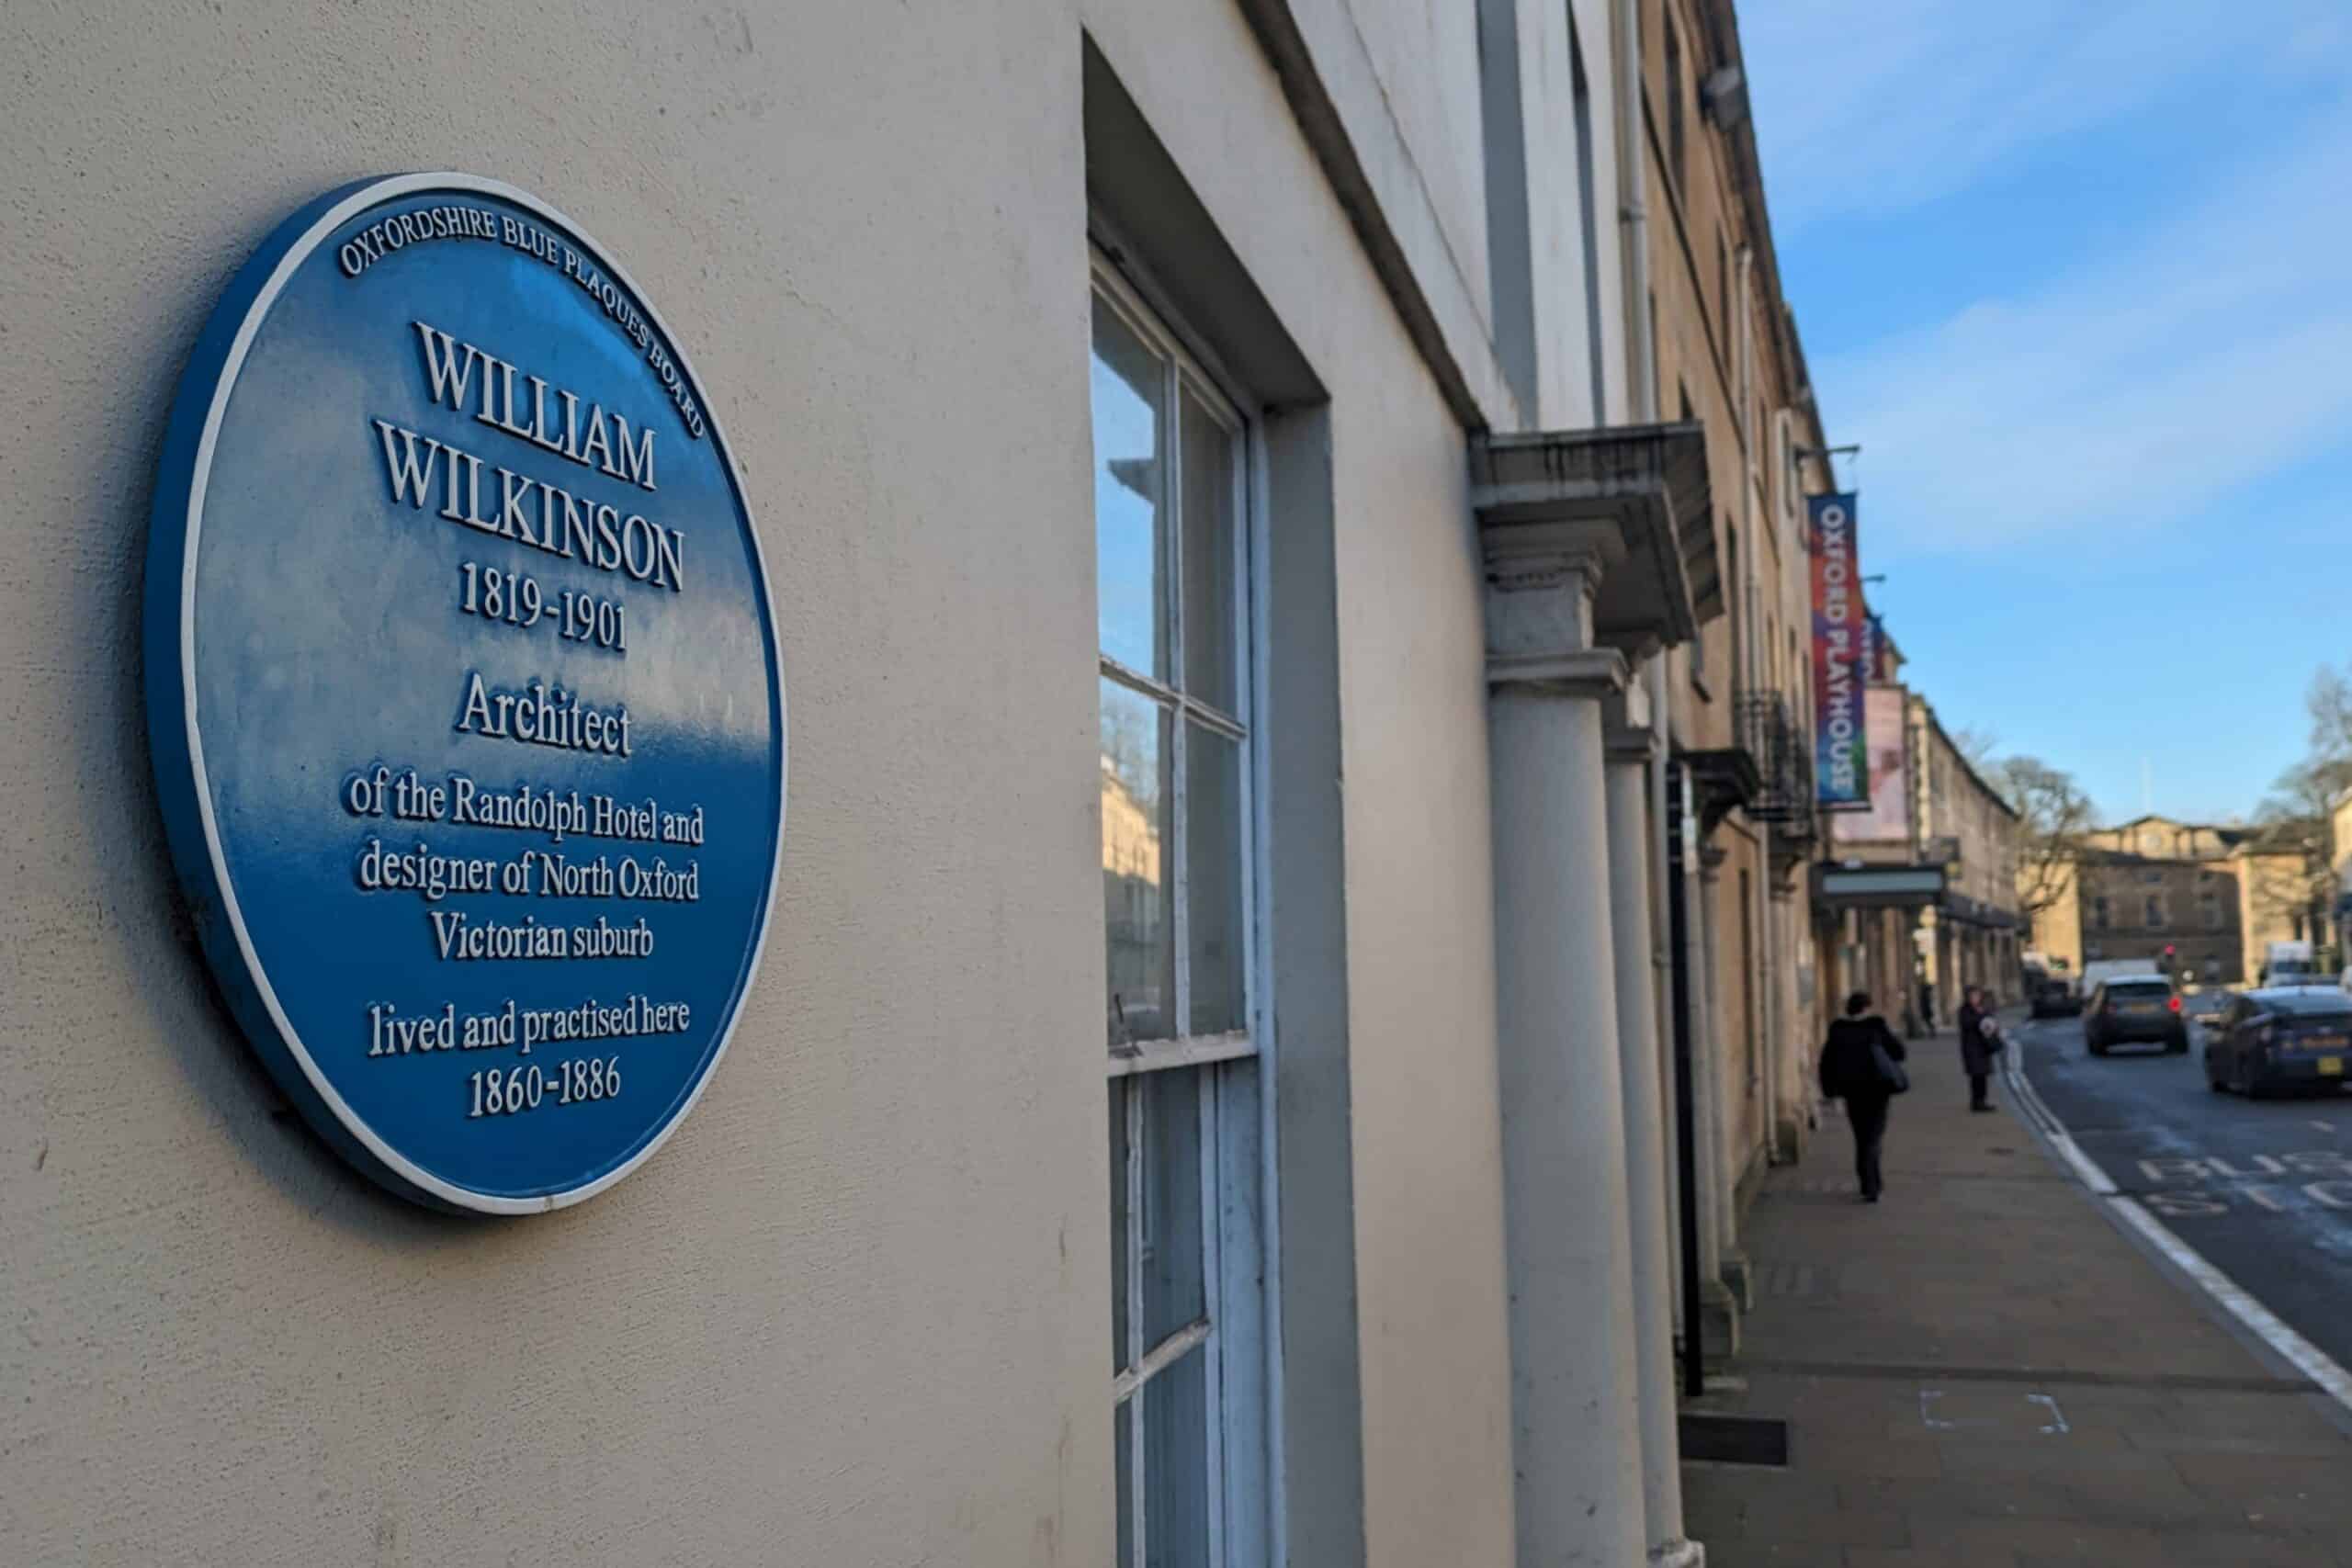 OXFORDSHIRE BLUE PLAQUES BOARD
WILLIAM
WILKINSON
1819-1901
Architect
of the Randolph Hotel and
designer of North Oxford
Victorian suburb
lived and practised here
1860-1886
OXFORD PLAYHOUSE
BUS